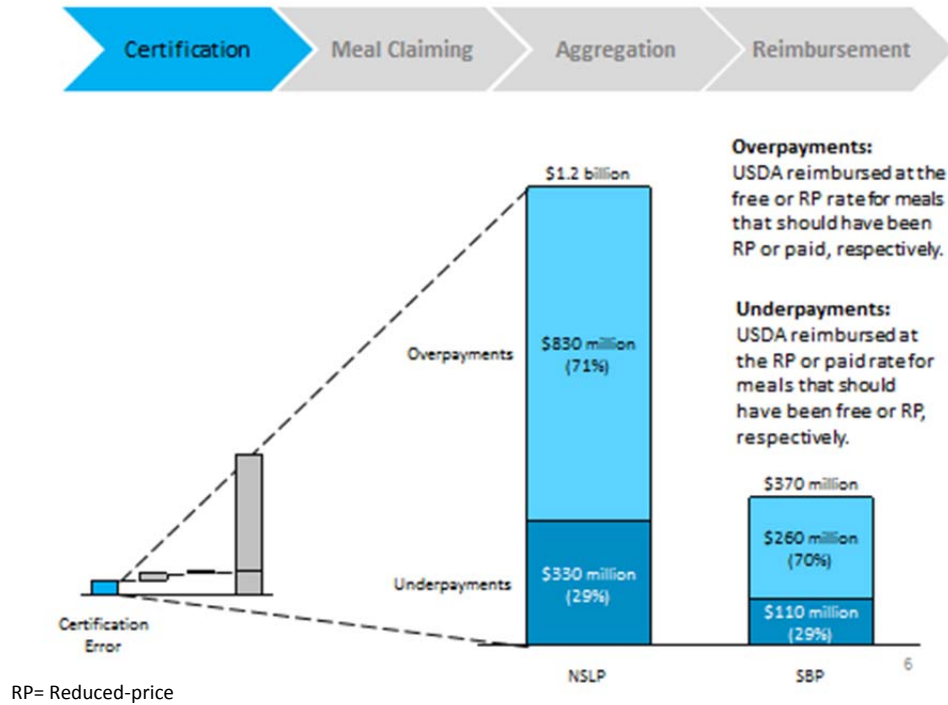 Certification
Meal Claiming
Aggregation
Reimbursement
Overpayments:
USDA reimbursed at the
free or RP rate for meals
that should have been
RP or paid, respectively.
Underpayments:
USDA reimbursed at
the RP or paid rate for
meals that should
have been free or RP,
respectively.
$1.2 billion
Overpayments
$830 million
(71%)
Underpayments
$330 million
(29%)
$370 million
$260 million
(70%)
$110 million
(29%)
Certification
Error
NSLP
SBP
6
RP= Reduced-price